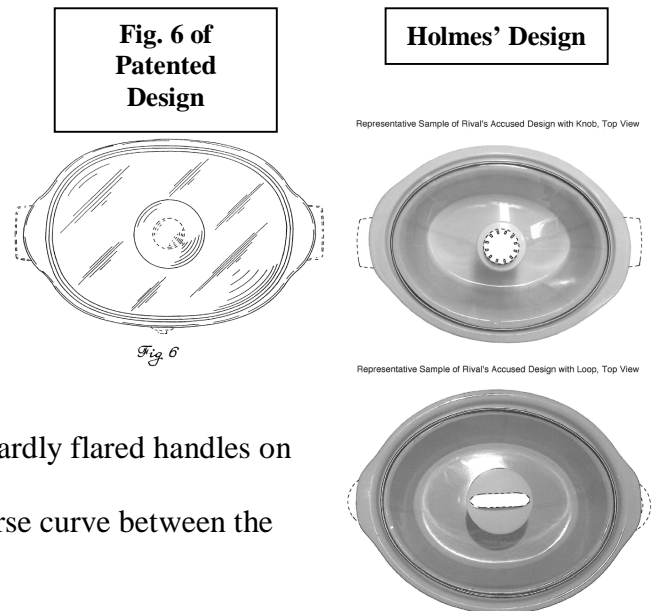 Fig. 6 of
Patented
Design
Holmes' Design
Representative Sample of Rival's Accused Design with Knob, Top View
Fig. 6
Representative Sample of Rival's Accused Design with Loop, Top View
ardly flared handles on
rse curve between the